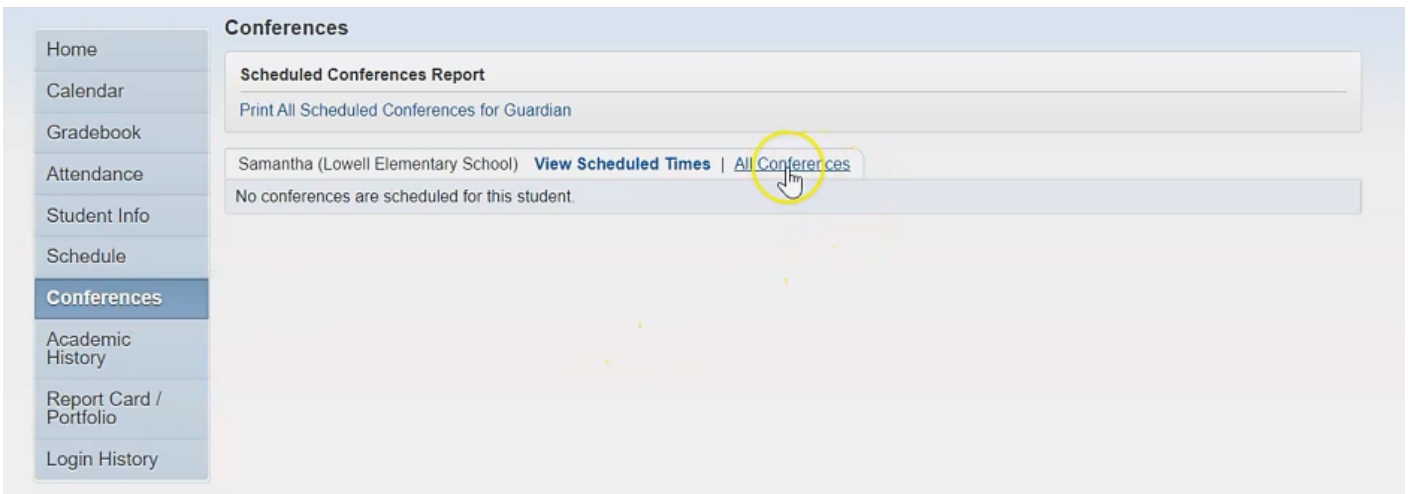 Home
Calendar
Gradebook
Attendance
Student Info
Schedule
Conferences
Academic
History
Report Card /
Portfolio
Login History
Conferences
Scheduled Conferences Report
Print All Scheduled Conferences for Guardian
Samantha (Lowell Elementary School) View Scheduled Times | All Conferences
No conferences are scheduled for this student.